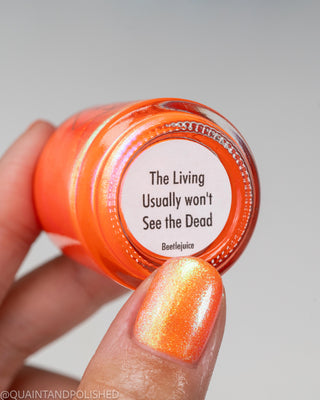 The Living
Usually won't
See the Dead
Beetlejuice
@QUAINTANDPOLISHED